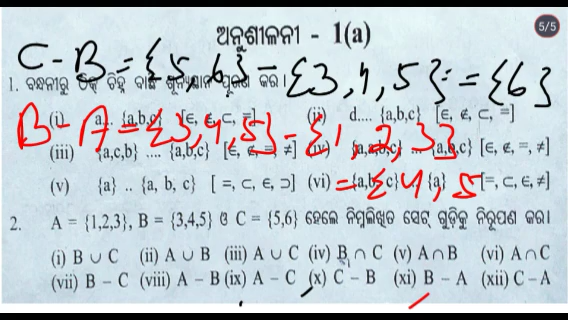 ଅନୁଶୀଳନୀ - 1(a)
5/5
C - B = {5,6} - {3,4,5} = {6}
1. ବନ୍ଧନୀରୁ ଠିକ୍ ଚିହ୍ନ ବାଛି ଶୂନ୍ୟସ୍ଥାନ ପୂରଣ କର।
(i) a... {a,b,c} [∈, ∉, ⊂, =] (ii) d.... {a,b,c} [∈, ∉, ⊂, =]
B - A = {3,4,5} - {1,2,3}
(iii) {a,c,b} .... {a,b,c} [∈, ∉, =, ≠] (iv) ... {a,b,c} [∈, ∉, =, ≠]
(v) {a} .. {a, b, c} [ =, ⊂, ∈, ⊃] (vi) {a,b,c} .. {a} [=, ⊂, ∈, ≠]
= {4,5
2. A = {1,2,3}, B = {3,4,5} ଓ C = {5,6} ହେଲେ ନିମ୍ନଲିଖିତ ସେଟ୍ ଗୁଡ଼ିକୁ ନିରୂପଣ କର।
(i) B ∪ C (ii) A ∪ B (iii) A ∪ C (iv) B ∩ C (v) A ∩ B (vi) A ∩ C
(vii) B - C (viii) A - B (ix) A - C (x) C - B (xi) B - A (xii) C - A